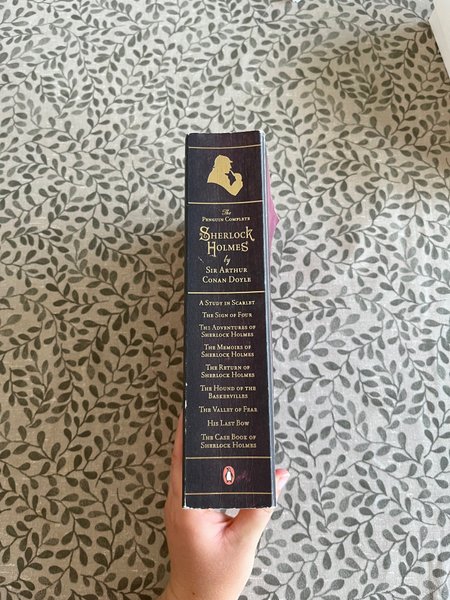 The
Penguin Complete
Sherlock
Holmes
by
Sir Arthur
Conan Doyle
A Study in Scarlet
The Sign of Four
The Adventures of
Sherlock Holmes
The Memoirs of
Sherlock Holmes
The Return of
Sherlock Holmes
The Hound of the
Baskervilles
The Valley of Fear
His Last Bow
The Case Book of
Sherlock Holmes